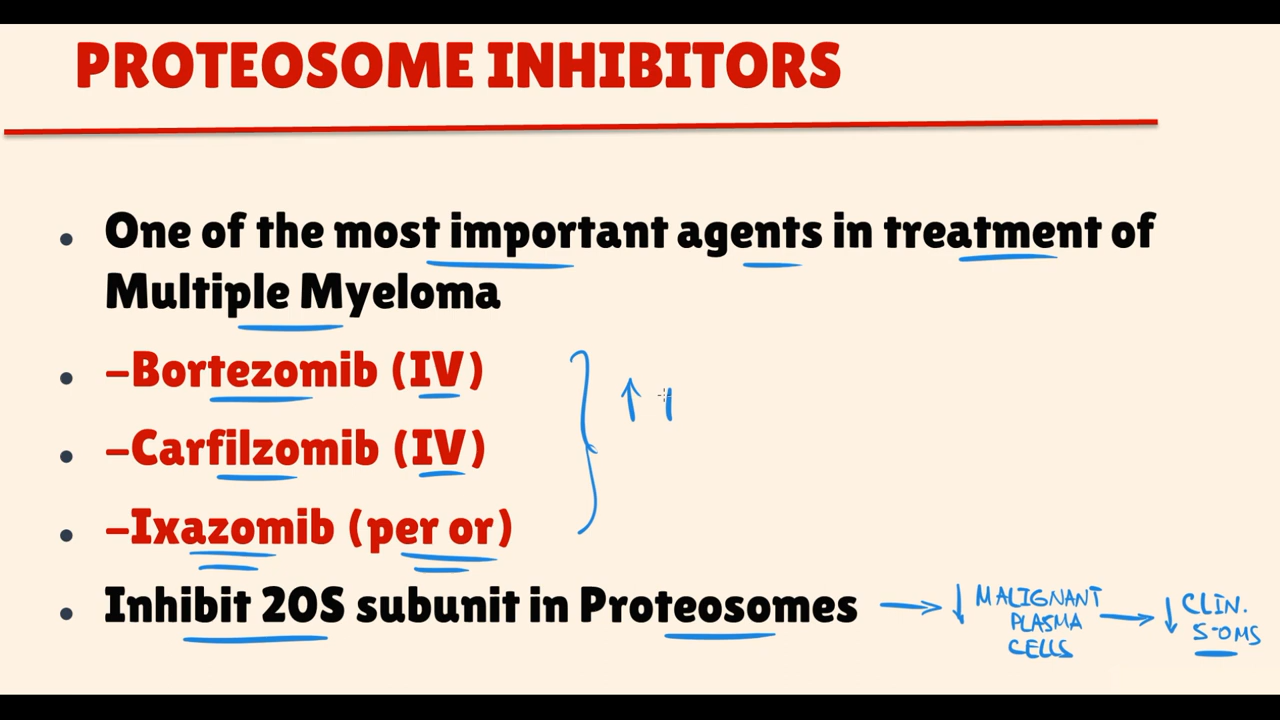 PROTEOSOME INHIBITORS
• One of the most important agents in treatment of
Multiple Myeloma
• –Bortezomib (IV)
• –Carfilzomib (IV)
↑
• –Ixazomib (per or)
• Inhibit 20S subunit in Proteosomes → ↓ MALIGNANT → ↓ CLIN.
PLASMA S-OMS
CELLS